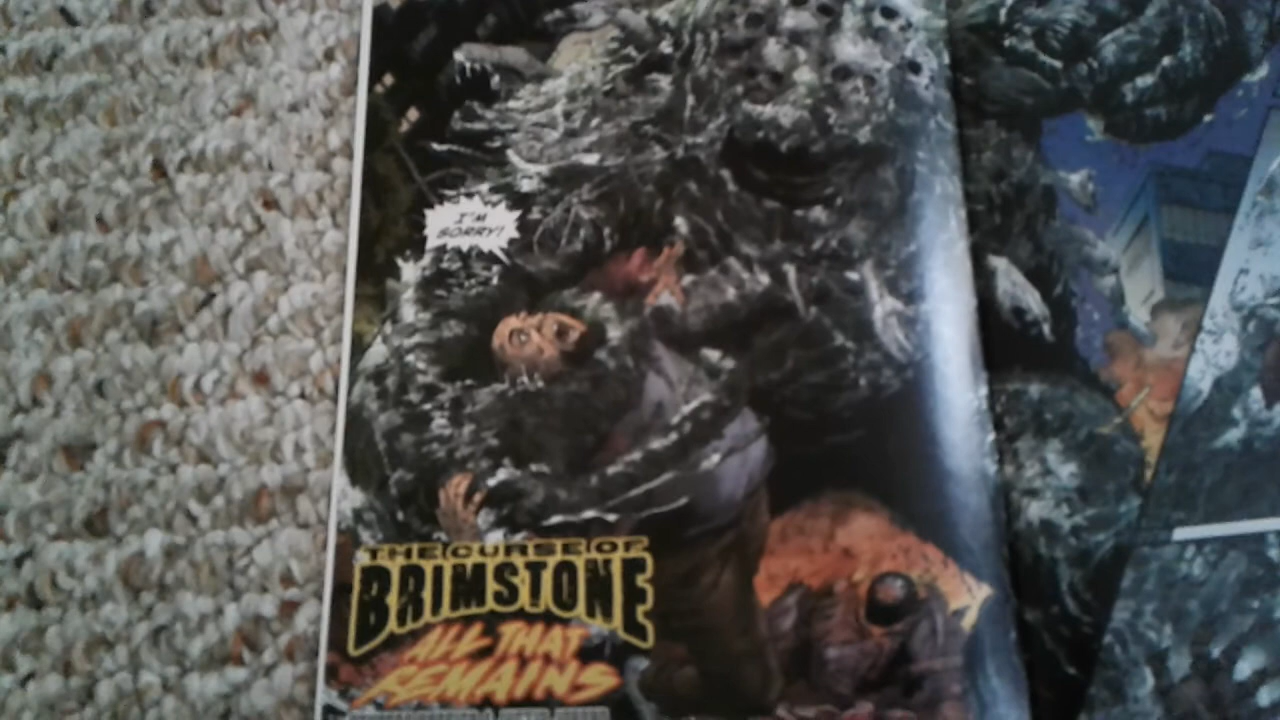 I'M
SORRY!
THE CURSE OF
BRIMSTONE
ALL THAT
REMAINS